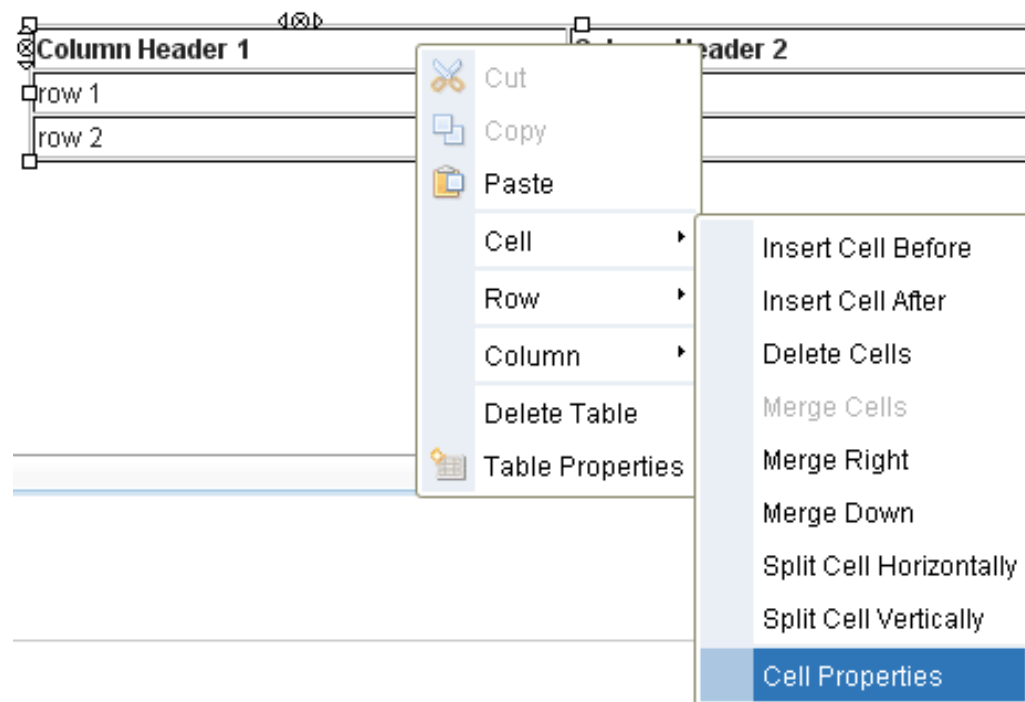 Column Header 1
eader 2
row 1
row 2
Cut
Copy
Paste
Cell
Row
Column
Delete Table
Table Properties
Insert Cell Before
Insert Cell After
Delete Cells
Merge Cells
Merge Right
Merge Down
Split Cell Horizontally
Split Cell Vertically
Cell Properties